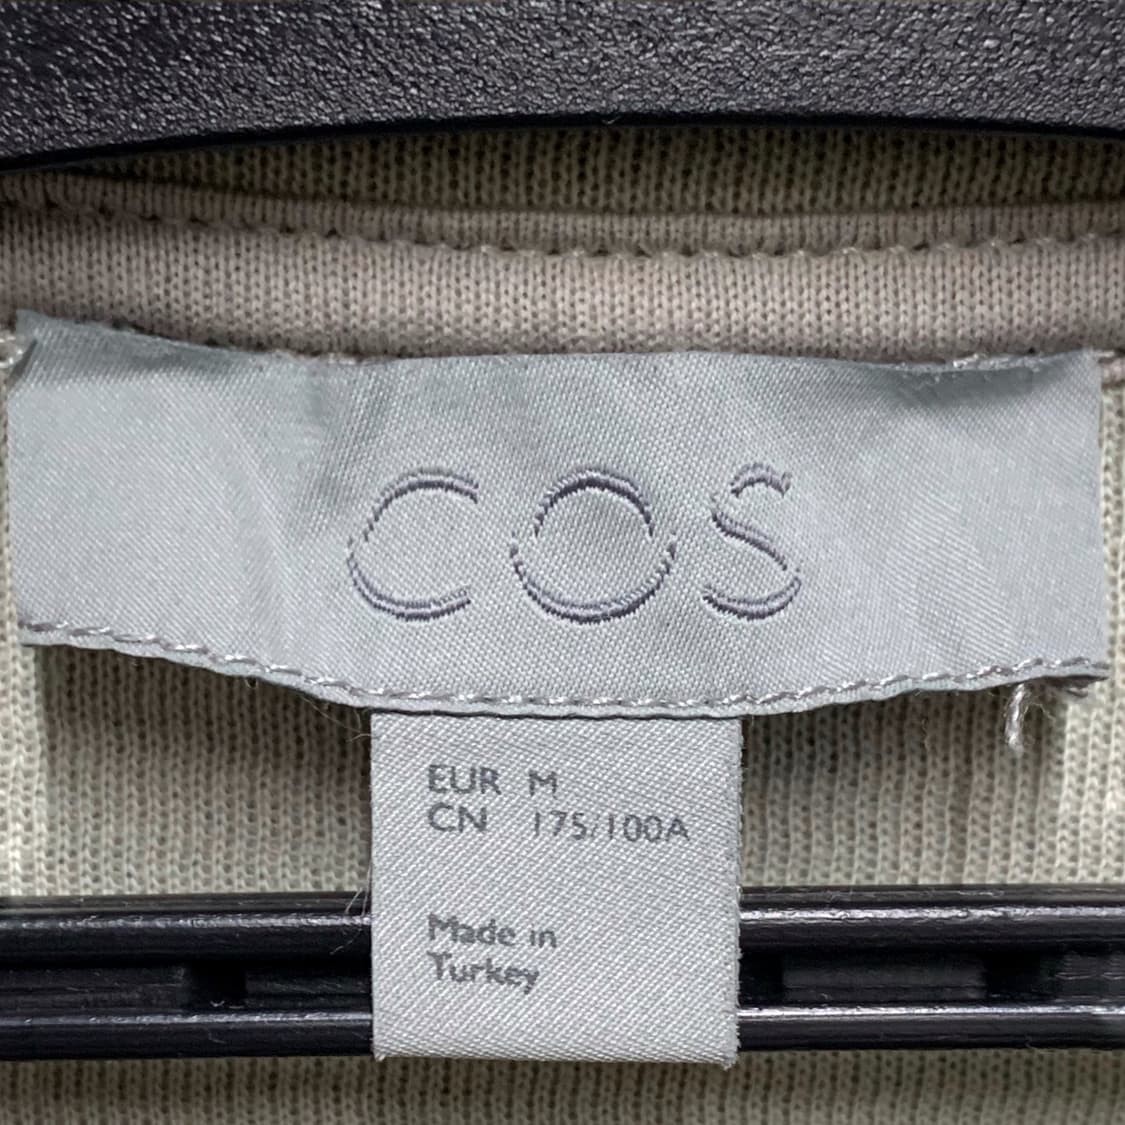 COS
EUR M
CN 175/100A
Made in
Turkey